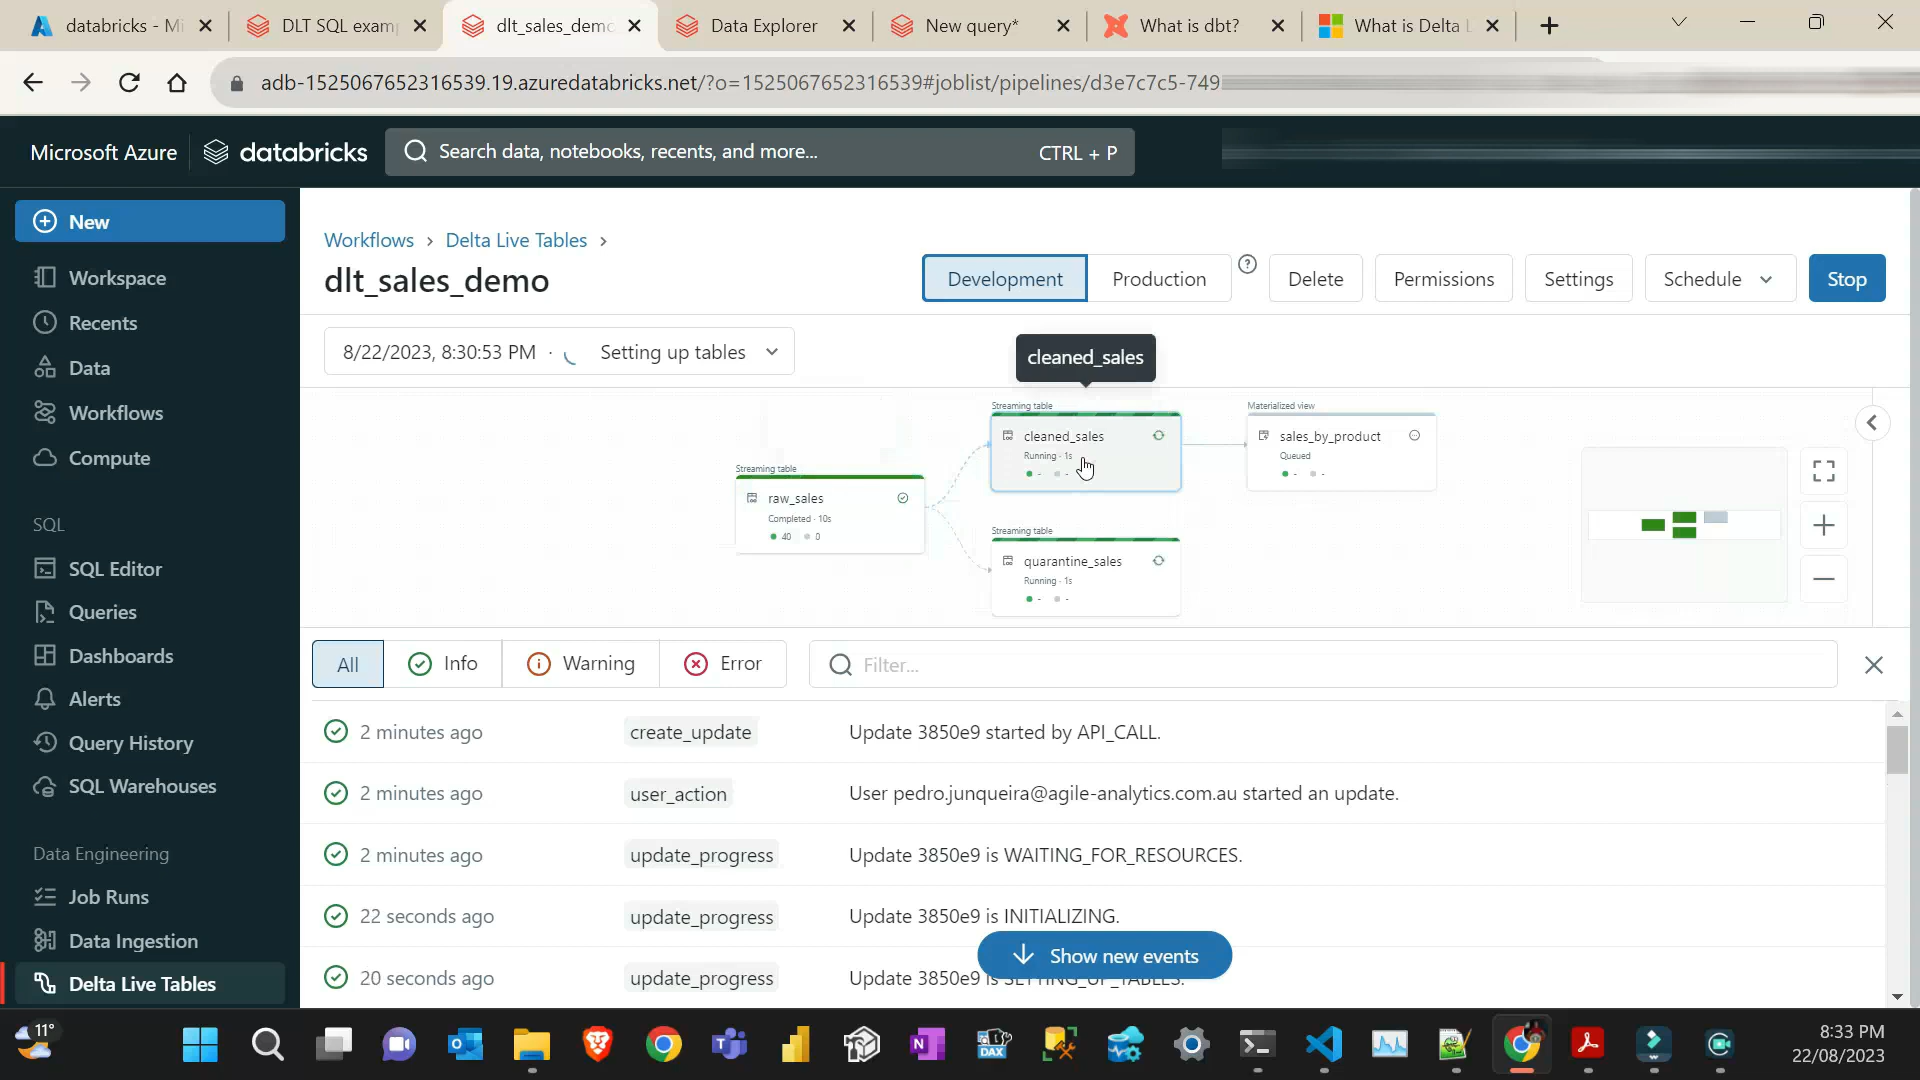 databricks - Mi
DLT SQL exam
dlt_sales_demo
Data Explorer
New query*
What is dbt?
What is Delta L
adb-1525067652316539.19.azuredatabricks.net/?o=1525067652316539#joblist/pipelines/d3e7c7c5-749
Microsoft Azure
databricks
Search data, notebooks, recents, and more...
CTRL + P
New
Workspace
Recents
Data
Workflows
Compute
SQL
SQL Editor
Queries
Dashboards
Alerts
Query History
SQL Warehouses
Data Engineering
Job Runs
Data Ingestion
Delta Live Tables
Workflows › Delta Live Tables ›
dlt_sales_demo
Development
Production
Delete
Permissions
Settings
Schedule
Stop
8/22/2023, 8:30:53 PM · Setting up tables
cleaned_sales
Streaming table
raw_sales
Completed · 10s
40 0
Streaming table
cleaned_sales
Running · 1s
- -
Streaming table
quarantine_sales
Running · 1s
- -
Materialized view
sales_by_product
Queued
- -
All
Info
Warning
Error
Filter...
2 minutes ago create_update Update 3850e9 started by API_CALL.
2 minutes ago user_action User pedro.junqueira@agile-analytics.com.au started an update.
2 minutes ago update_progress Update 3850e9 is WAITING_FOR_RESOURCES.
22 seconds ago update_progress Update 3850e9 is INITIALIZING.
20 seconds ago update_progress Update 3850e9 is SETTING_UP_TABLES.
Show new events
11°
DAX
8:33 PM
22/08/2023